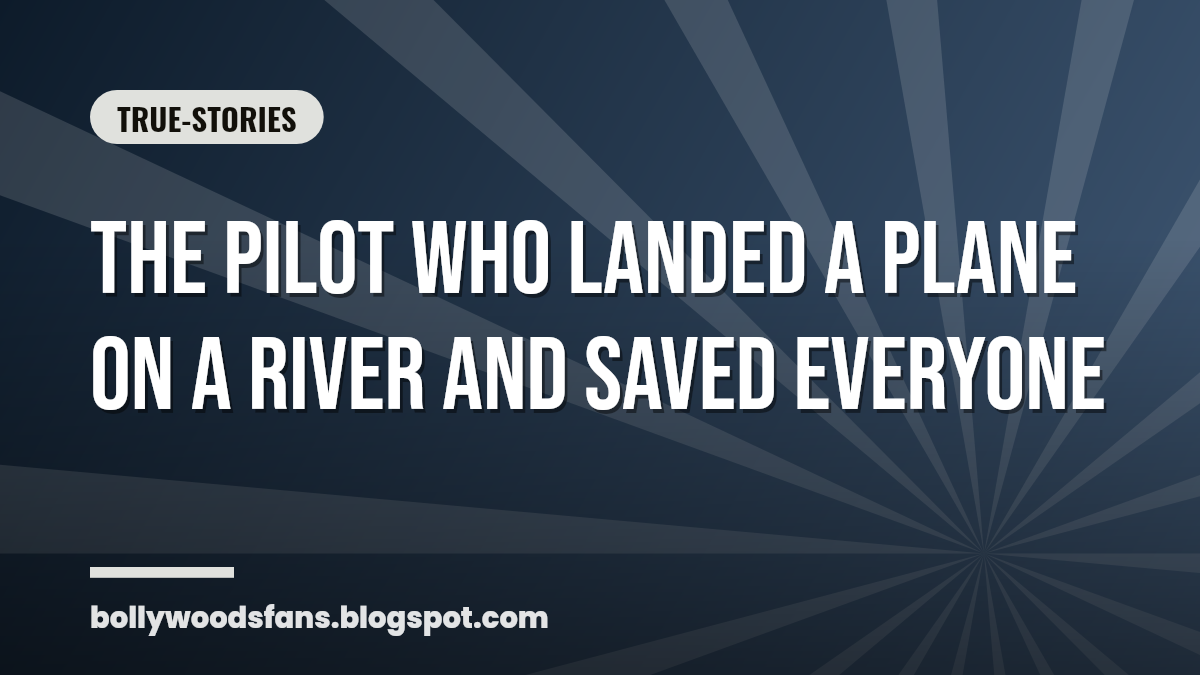 TRUE-STORIES
THE PILOT WHO LANDED A PLANE
ON A RIVER AND SAVED EVERYONE
bollywoodsfans.blogspot.com